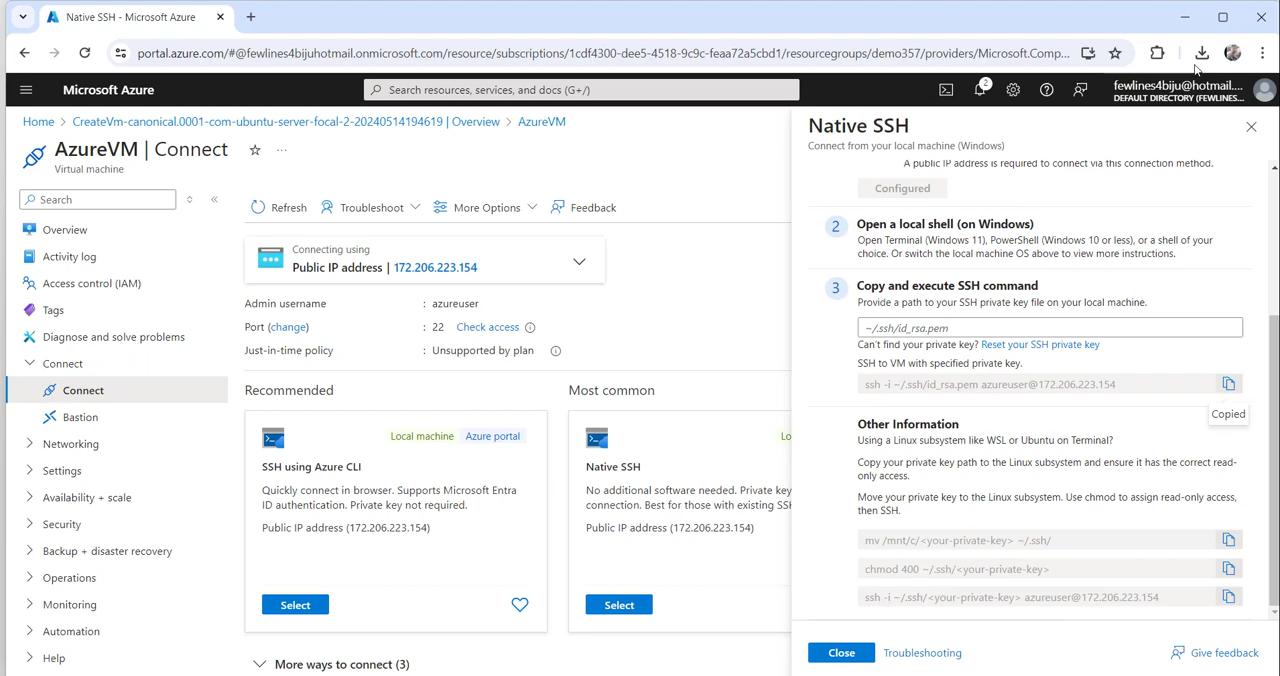 Native SSH - Microsoft Azure
portal.azure.com/#@fewlines4bijuhotmail.onmicrosoft.com/resource/subscriptions/1cdf4300-dee5-4518-9c9c-feaa72a5cbd1/resourcegroups/demo357/providers/Microsoft.Comp...
Microsoft Azure
Search resources, services, and docs (G+/)
2
fewlines4biju@hotmail....
DEFAULT DIRECTORY (FEWLINES...
Home > CreateVm-canonical.0001-com-ubuntu-server-focal-2-20240514194619 | Overview > AzureVM
AzureVM | Connect
Virtual machine
Search
Overview
Activity log
Access control (IAM)
Tags
Diagnose and solve problems
Connect
Connect
Bastion
Networking
Settings
Availability + scale
Security
Backup + disaster recovery
Operations
Monitoring
Automation
Help
Refresh
Troubleshoot
More Options
Feedback
Connecting using
Public IP address | 172.206.223.154
Admin username : azureuser
Port (change) : 22 Check access
Just-in-time policy : Unsupported by plan
Recommended
Local machine
Azure portal
SSH using Azure CLI
Quickly connect in browser. Supports Microsoft Entra
ID authentication. Private key not required.
Public IP address (172.206.223.154)
Select
Most common
Lo
Native SSH
No additional software needed. Private key
connection. Best for those with existing SSH
Public IP address (172.206.223.154)
Select
More ways to connect (3)
Native SSH
Connect from your local machine (Windows)
A public IP address is required to connect via this connection method.
Configured
2
Open a local shell (on Windows)
Open Terminal (Windows 11), PowerShell (Windows 10 or less), or a shell of your
choice. Or switch the local machine OS above to view more instructions.
3
Copy and execute SSH command
Provide a path to your SSH private key file on your local machine.
~/.ssh/id_rsa.pem
Can't find your private key? Reset your SSH private key
SSH to VM with specified private key.
ssh -i ~/.ssh/id_rsa.pem azureuser@172.206.223.154
Copied
Other Information
Using a Linux subsystem like WSL or Ubuntu on Terminal?
Copy your private key path to the Linux subsystem and ensure it has the correct read-
only access.
Move your private key to the Linux subsystem. Use chmod to assign read-only access,
then SSH.
mv /mnt/c/<your-private-key> ~/.ssh/
chmod 400 ~/.ssh/<your-private-key>
ssh -i ~/.ssh/<your-private-key> azureuser@172.206.223.154
Close
Troubleshooting
Give feedback